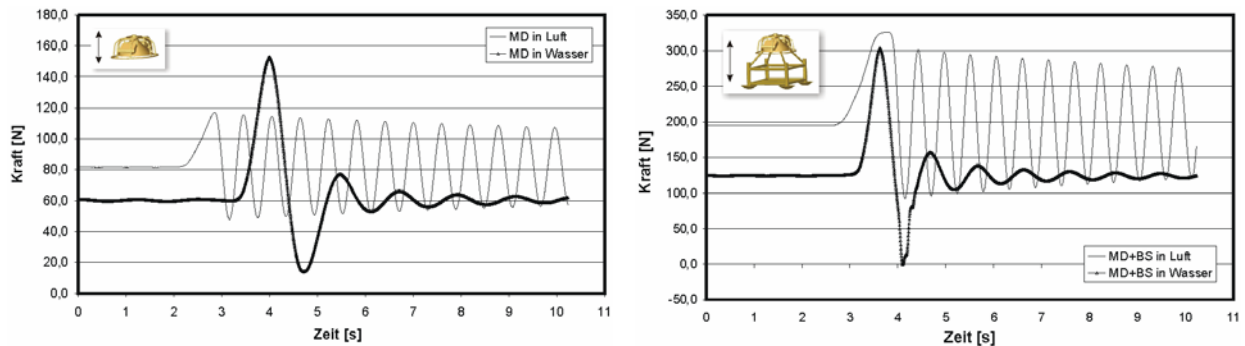 180,0
160,0
140,0
120,0
100,0
80,0
60,0
40,0
20,0
0,0
Kraft [N]
MD in Luft
MD in Wasser
0 1 2 3 4 5 6 7 8 9 10 11
Zeit [s]
350,0
300,0
250,0
200,0
150,0
100,0
50,0
0,0
-50,0
Kraft [N]
MD+BS in Luft
MD+BS in Wasser
0 1 2 3 4 5 6 7 8 9 10 11
Zeit [s]